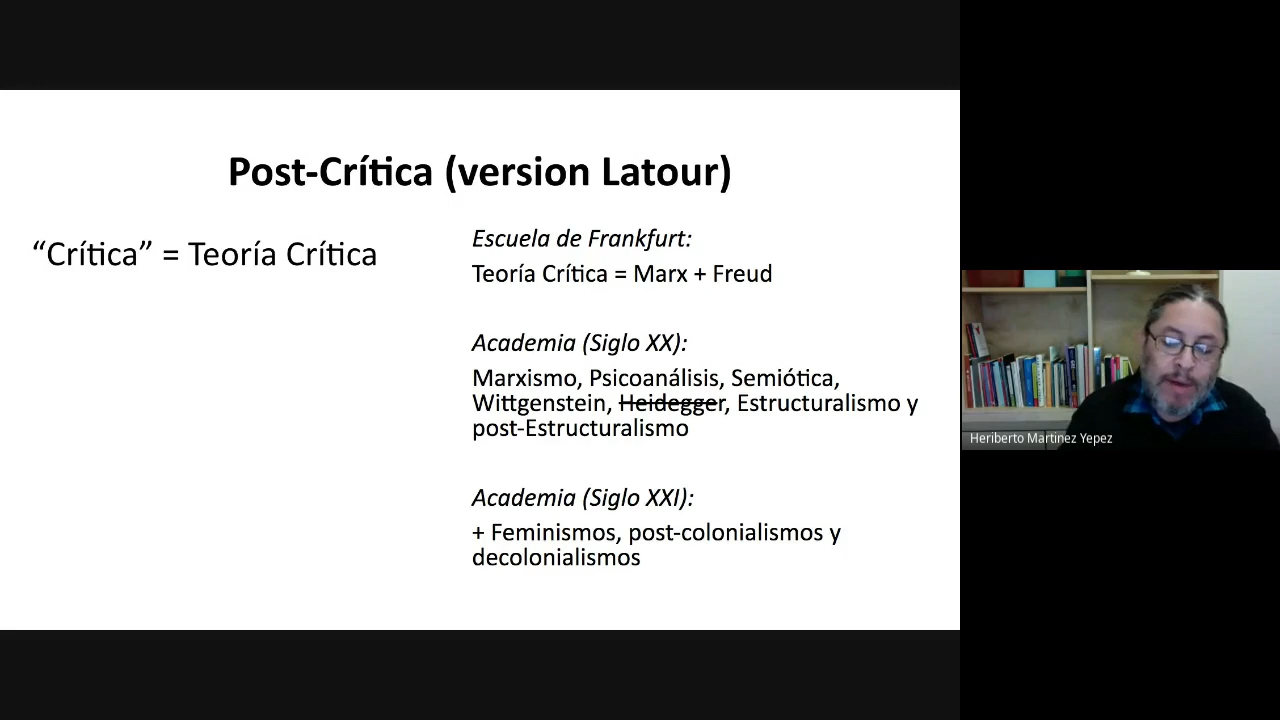 Post-Crítica (version Latour)
“Crítica” = Teoría Crítica
Escuela de Frankfurt:
Teoría Crítica = Marx + Freud
Academia (Siglo XX):
Marxismo, Psicoanálisis, Semiótica,
Wittgenstein, Heidegger, Estructuralismo y
post-Estructuralismo
Academia (Siglo XXI):
+ Feminismos, post-colonialismos y
decolonialismos
Heriberto Martinez Yepez